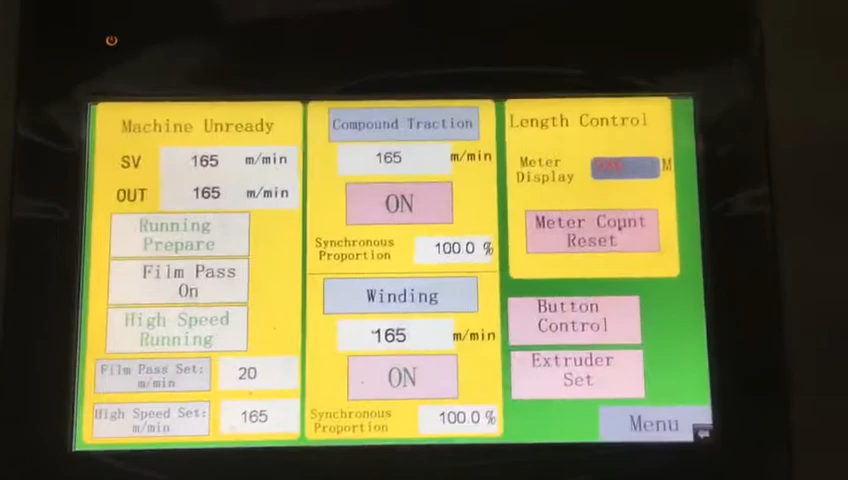 Machine Unready
SV 165 m/min
OUT 165 m/min
Running
Prepare
Film Pass
On
High Speed
Running
Film Pass Set:
m/min
20
High Speed Set:
m/min
165
Compound Traction
165 m/min
ON
Synchronous
Proportion
100.0 %
Winding
165 m/min
ON
Synchronous
Proportion
100.0 %
Length Control
Meter
Display
M
Meter Count
Reset
Button
Control
Extruder
Set
Menu